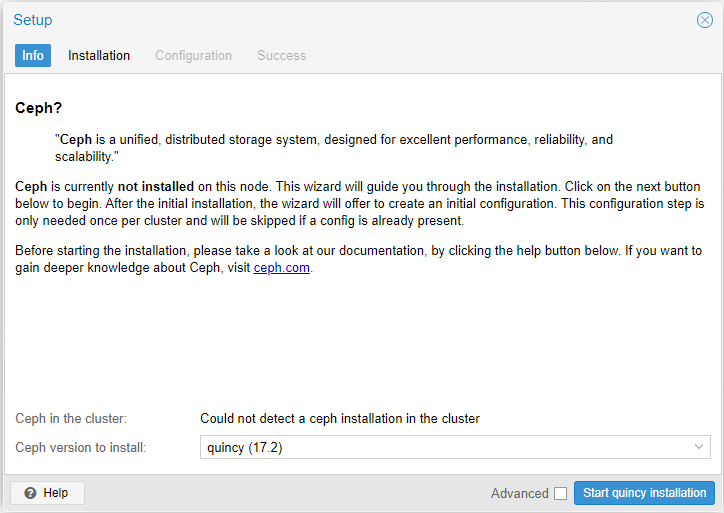 Setup
Info Installation Configuration Success
Ceph?
"Ceph is a unified, distributed storage system, designed for excellent performance, reliability, and
scalability."
Ceph is currently not installed on this node. This wizard will guide you through the installation. Click on the next button
below to begin. After the initial installation, the wizard will offer to create an initial configuration. This configuration step is
only needed once per cluster and will be skipped if a config is already present.
Before starting the installation, please take a look at our documentation, by clicking the help button below. If you want to
gain deeper knowledge about Ceph, visit ceph.com.
Ceph in the cluster: Could not detect a ceph installation in the cluster
Ceph version to install: quincy (17.2)
Help Advanced Start quincy installation